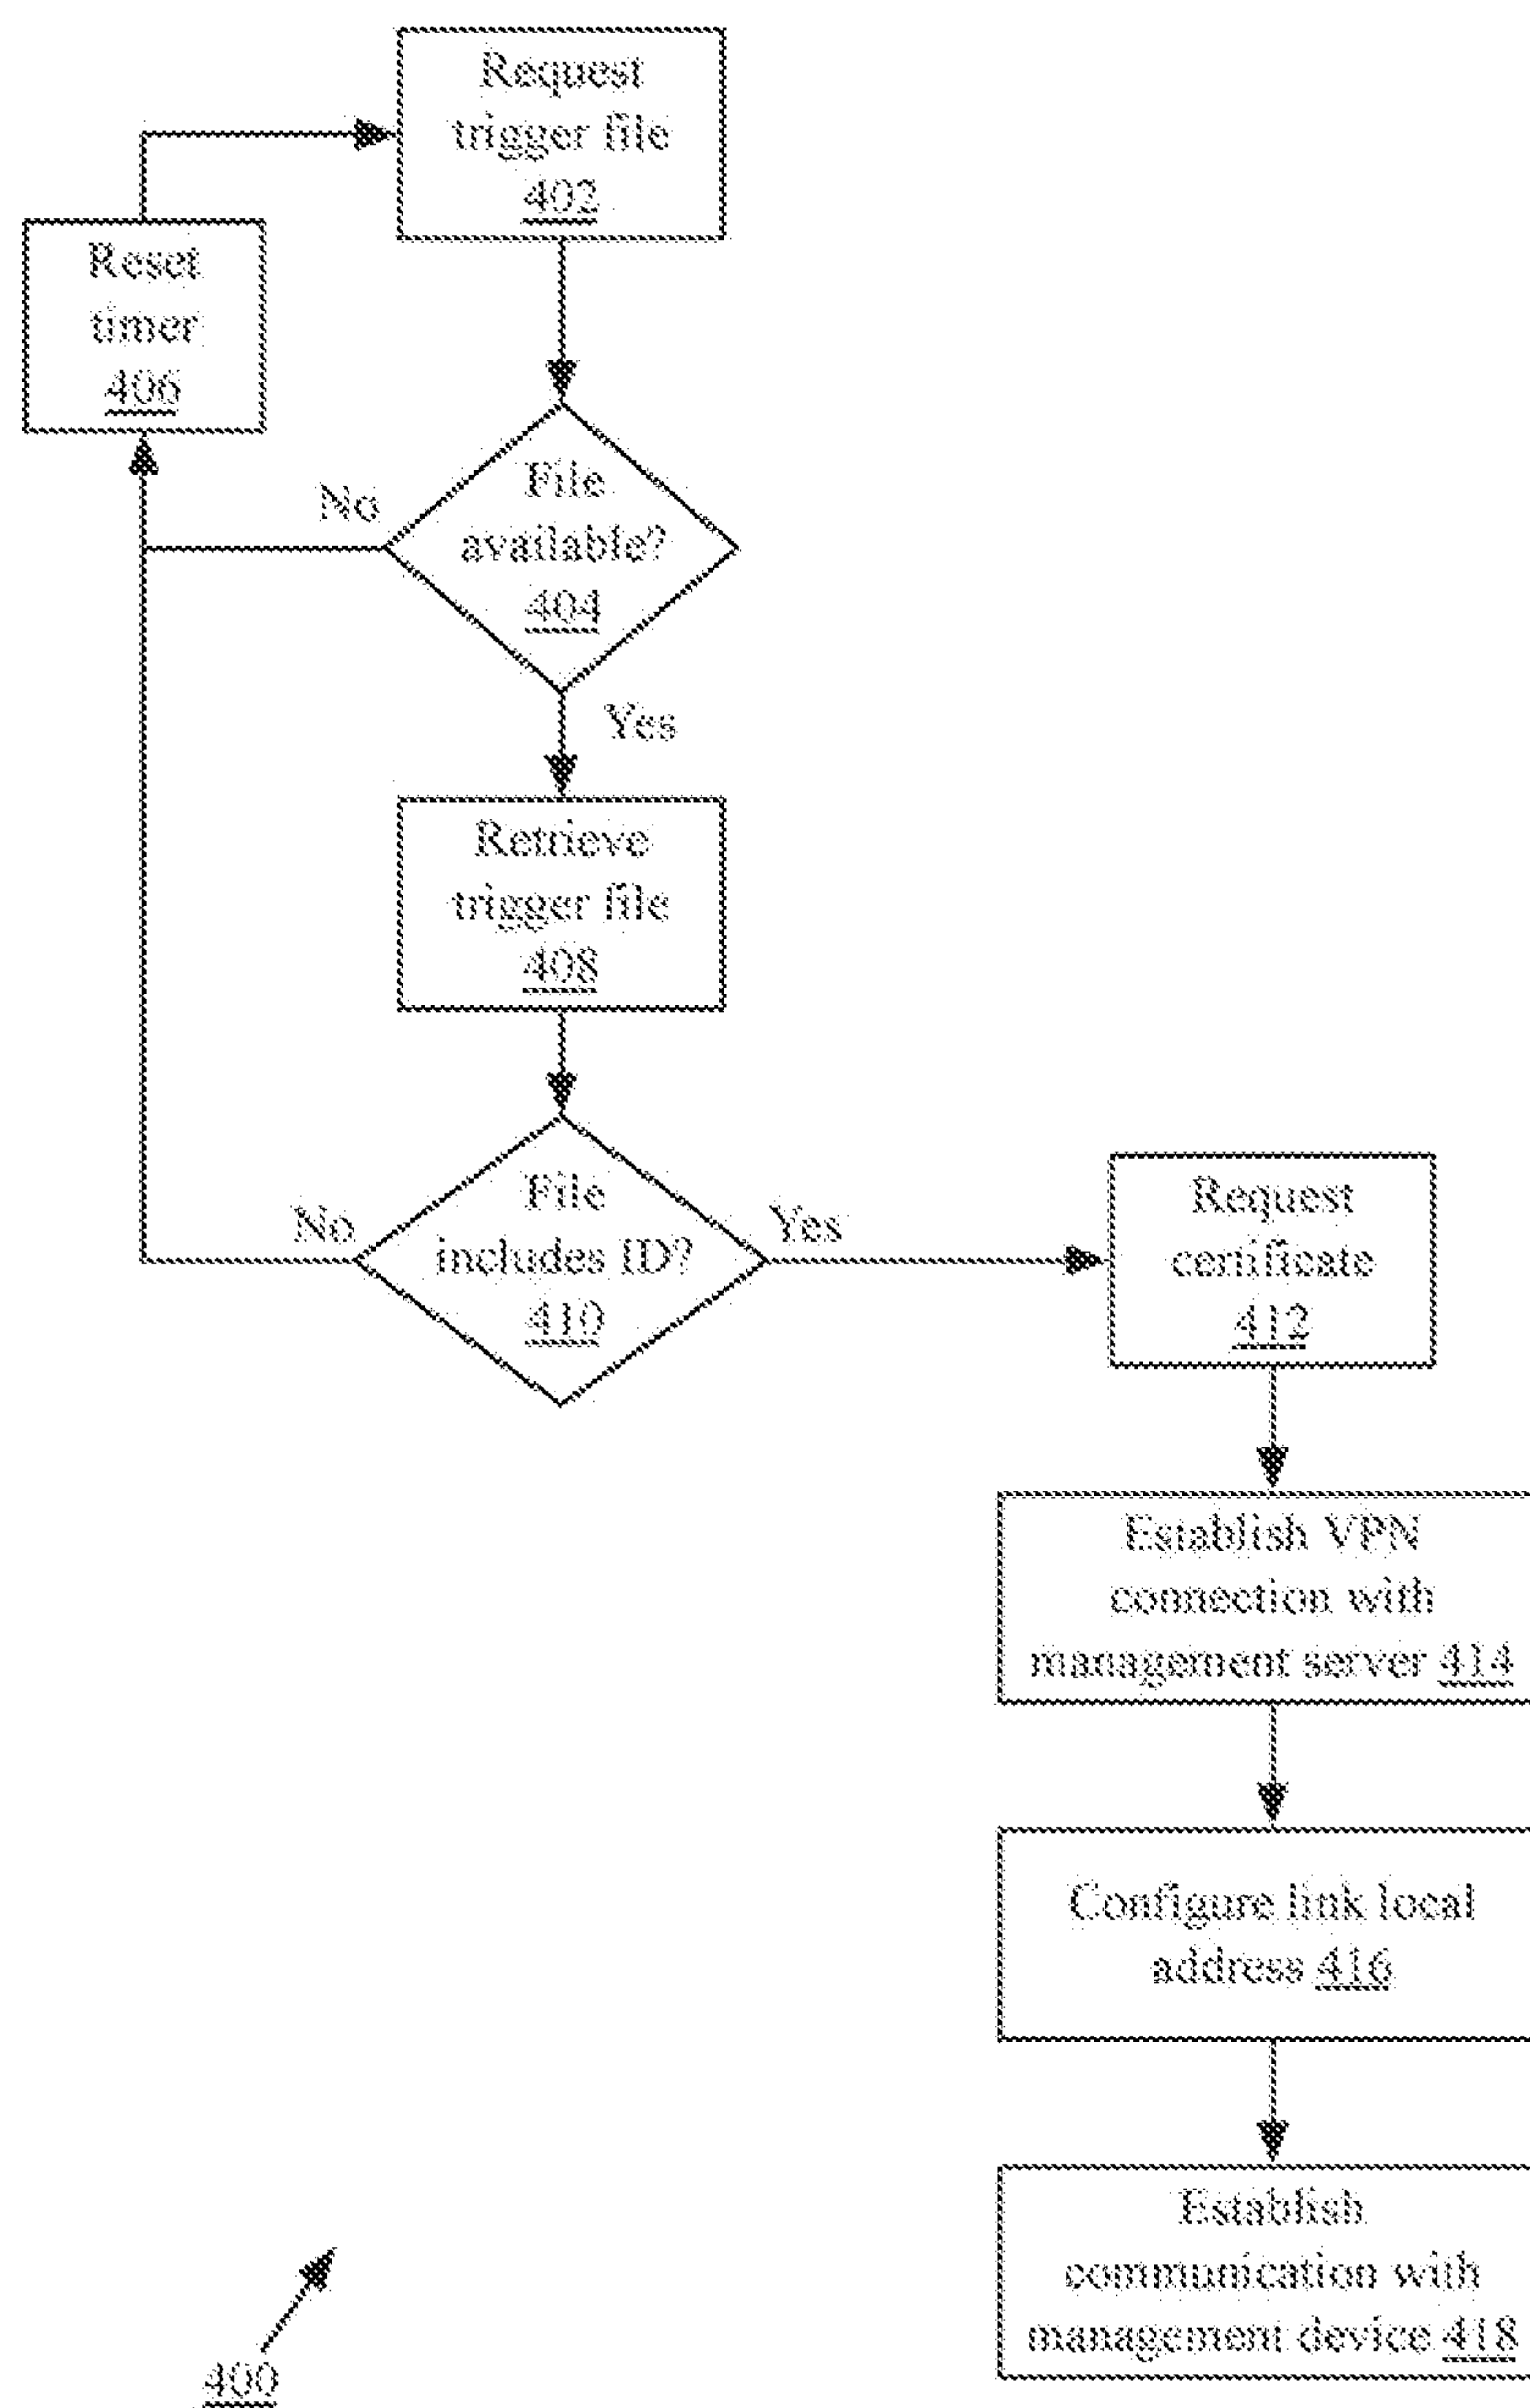 Request
trigger file
402
Reset
timer
406
File
available?
404
No
Yes
Retrieve
trigger file
408
File
includes ID?
410
No
Yes
Request
certificate
412
Establish VPN
connection with
management server 414
Configure link local
address 416
Establish
communication with
management device 418
400